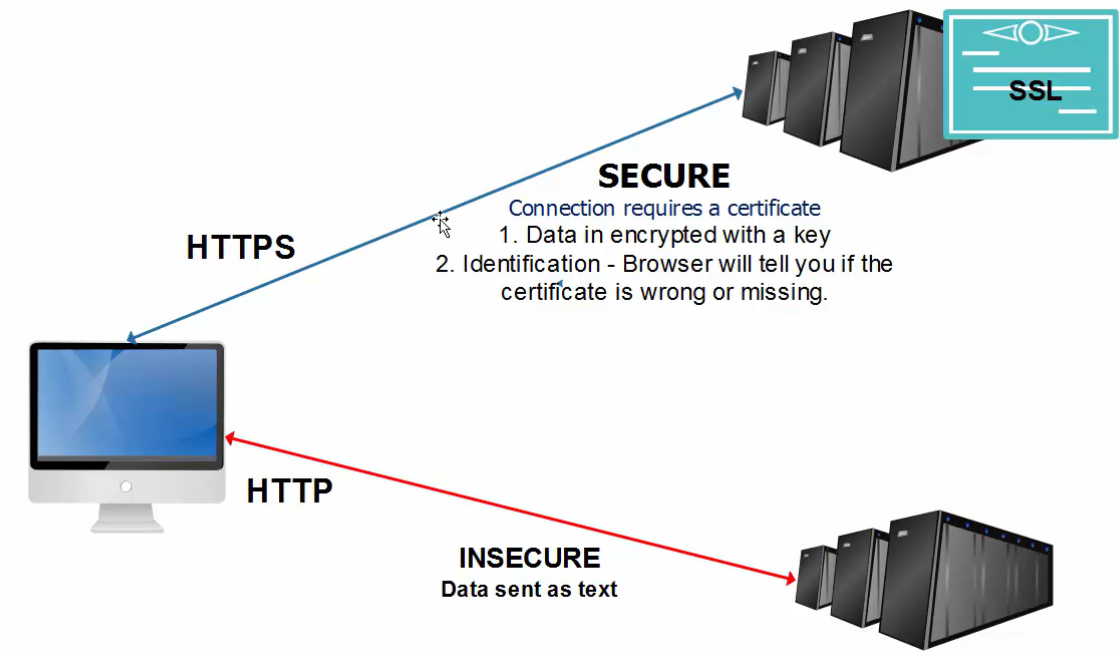 SSL
SECURE
Connection requires a certificate
1. Data in encrypted with a key
2. Identification - Browser will tell you if the
certificate is wrong or missing.
HTTPS
HTTP
INSECURE
Data sent as text